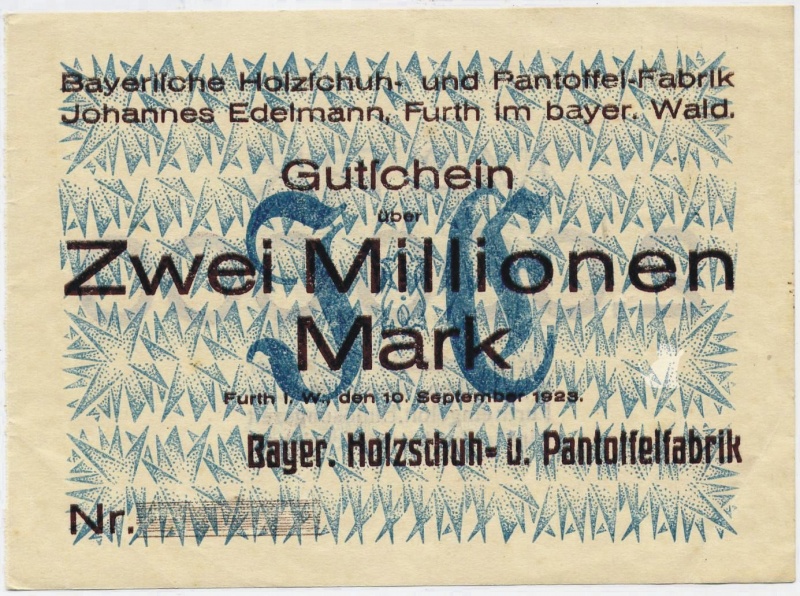 Bayeriſche Holzſchuh- und Pantoffel-Fabrik
Johannes Edelmann, Furth im bayer. Wald.
Gutſchein
über
Zwei Millionen
Mark
J E
Furth i. W., den 10. September 1923.
Bayer. Holzschuh- u. Pantoffelfabrik
Nr.